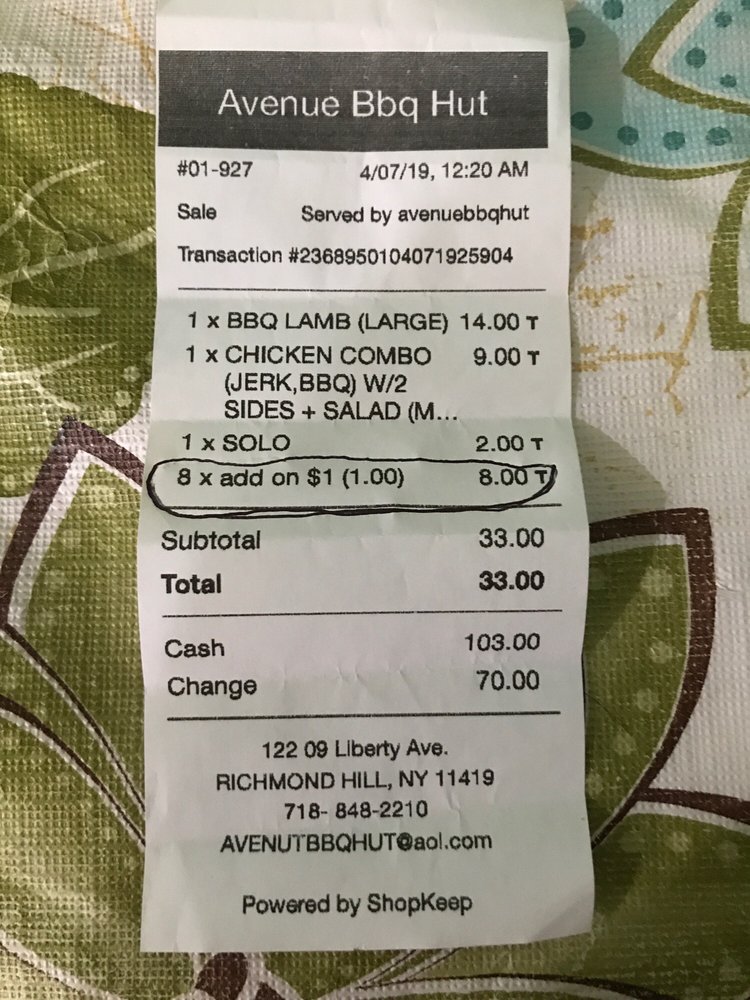 Avenue Bbq Hut
#01-927 4/07/19, 12:20 AM
Sale Served by avenuebbqhut
Transaction #2368950104071925904
1 x BBQ LAMB (LARGE) 14.00 T
1 x CHICKEN COMBO 9.00 T
(JERK,BBQ) W/2
SIDES + SALAD (M...
1 x SOLO 2.00 T
8 x add on $1 (1.00) 8.00 T
Subtotal 33.00
Total 33.00
Cash 103.00
Change 70.00
122 09 Liberty Ave.
RICHMOND HILL, NY 11419
718- 848-2210
AVENUTBBQHUT@aol.com
Powered by ShopKeep